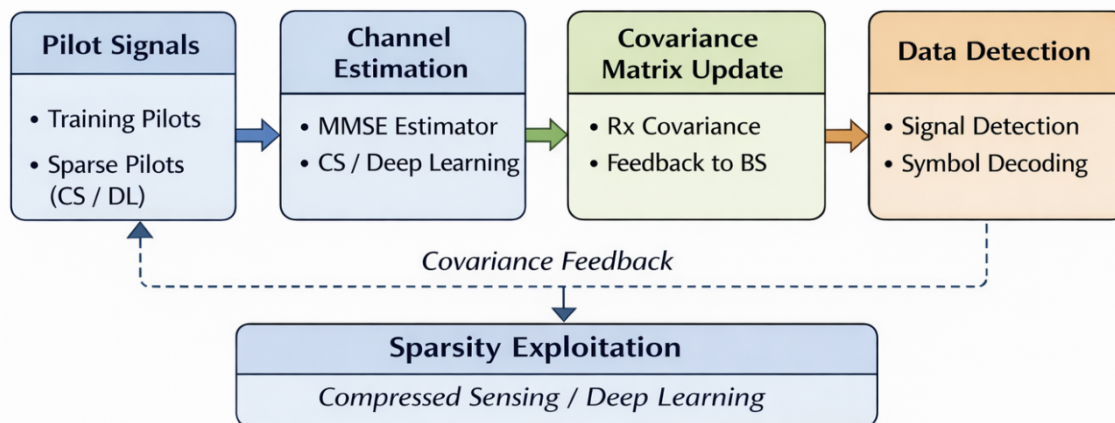 Pilot Signals
• Training Pilots
• Sparse Pilots
(CS / DL)
Channel
Estimation
• MMSE Estimator
• CS / Deep Learning
Covariance
Matrix Update
• Rx Covariance
• Feedback to BS
Data Detection
• Signal Detection
• Symbol Decoding
Covariance Feedback
Sparsity Exploitation
Compressed Sensing / Deep Learning